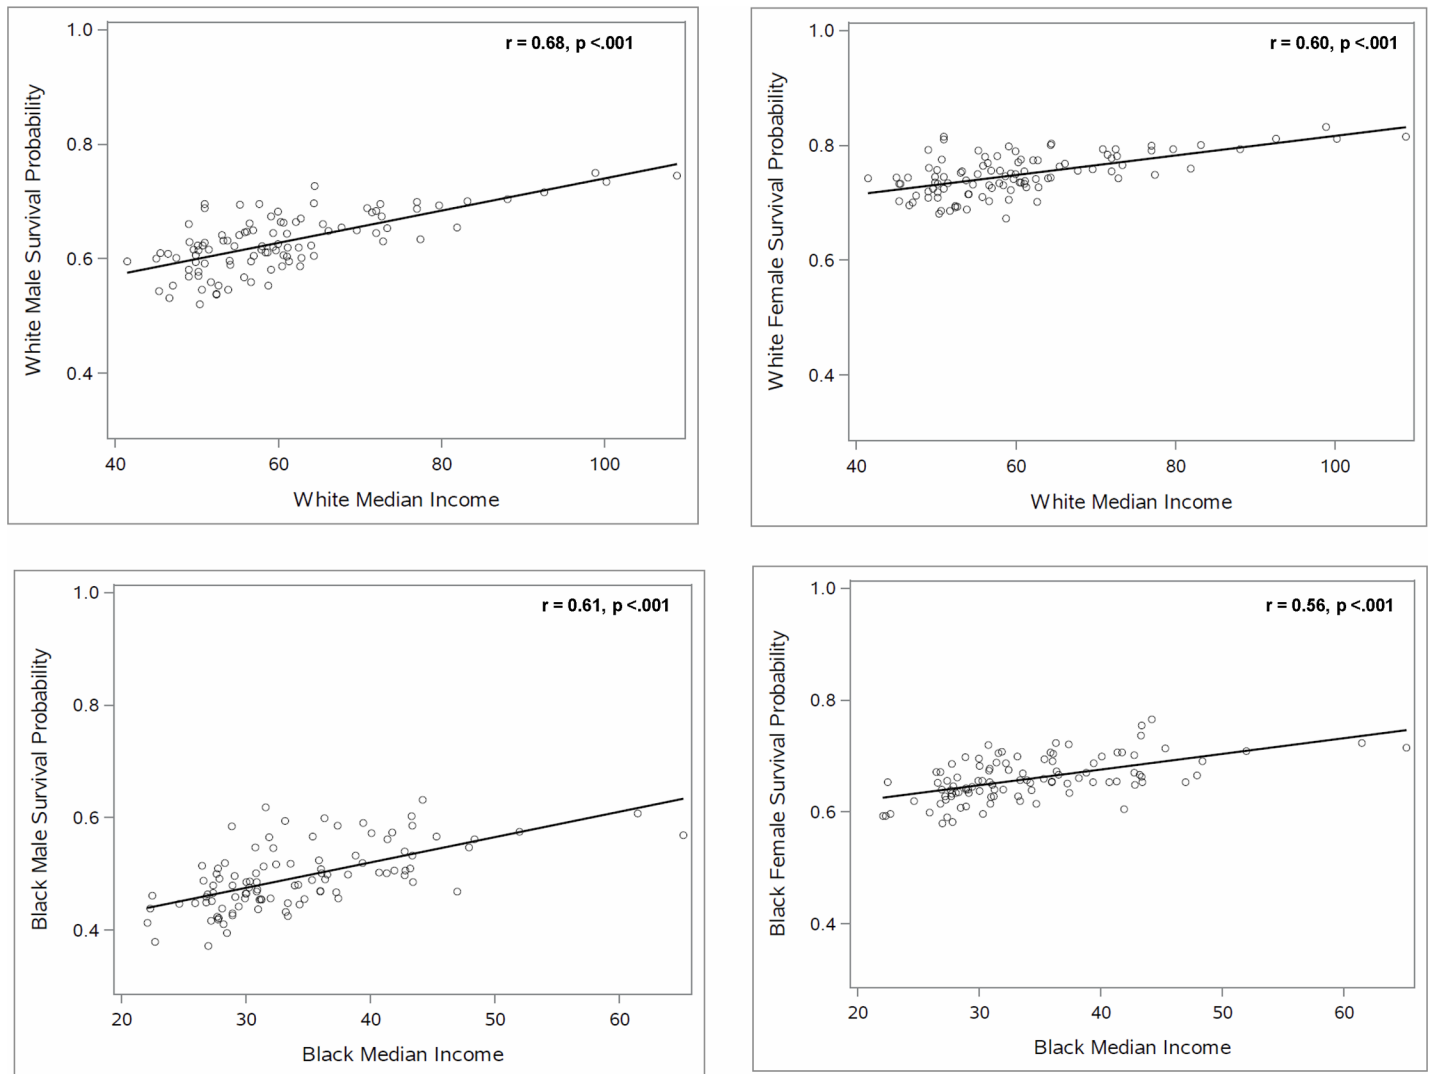 1.0
r = 0.68, p <.001
0.8
0.6
0.4
White Male Survival Probability
40 60 80 100
White Median Income
1.0
r = 0.60, p <.001
0.8
0.6
0.4
White Female Survival Probability
40 60 80 100
White Median Income
1.0
r = 0.61, p <.001
0.8
0.6
0.4
Black Male Survival Probability
20 30 40 50 60
Black Median Income
1.0
r = 0.56, p <.001
0.8
0.6
0.4
Black Female Survival Probability
20 30 40 50 60
Black Median Income